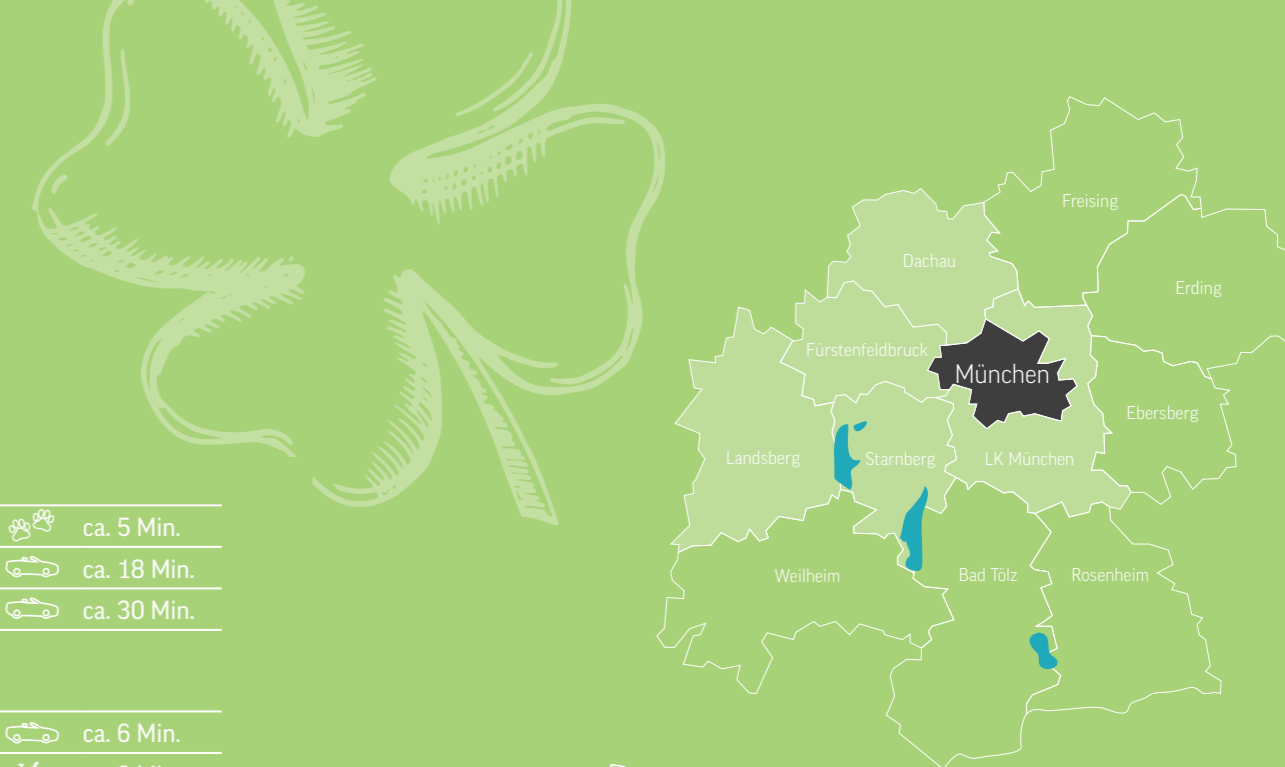 Freising
Dachau
Erding
Fürstenfeldbruck
München
Ebersberg
Landsberg
Starnberg
LK München
Weilheim
Bad Tölz
Rosenheim
ca. 5 Min.
ca. 18 Min.
ca. 30 Min.
ca. 6 Min.